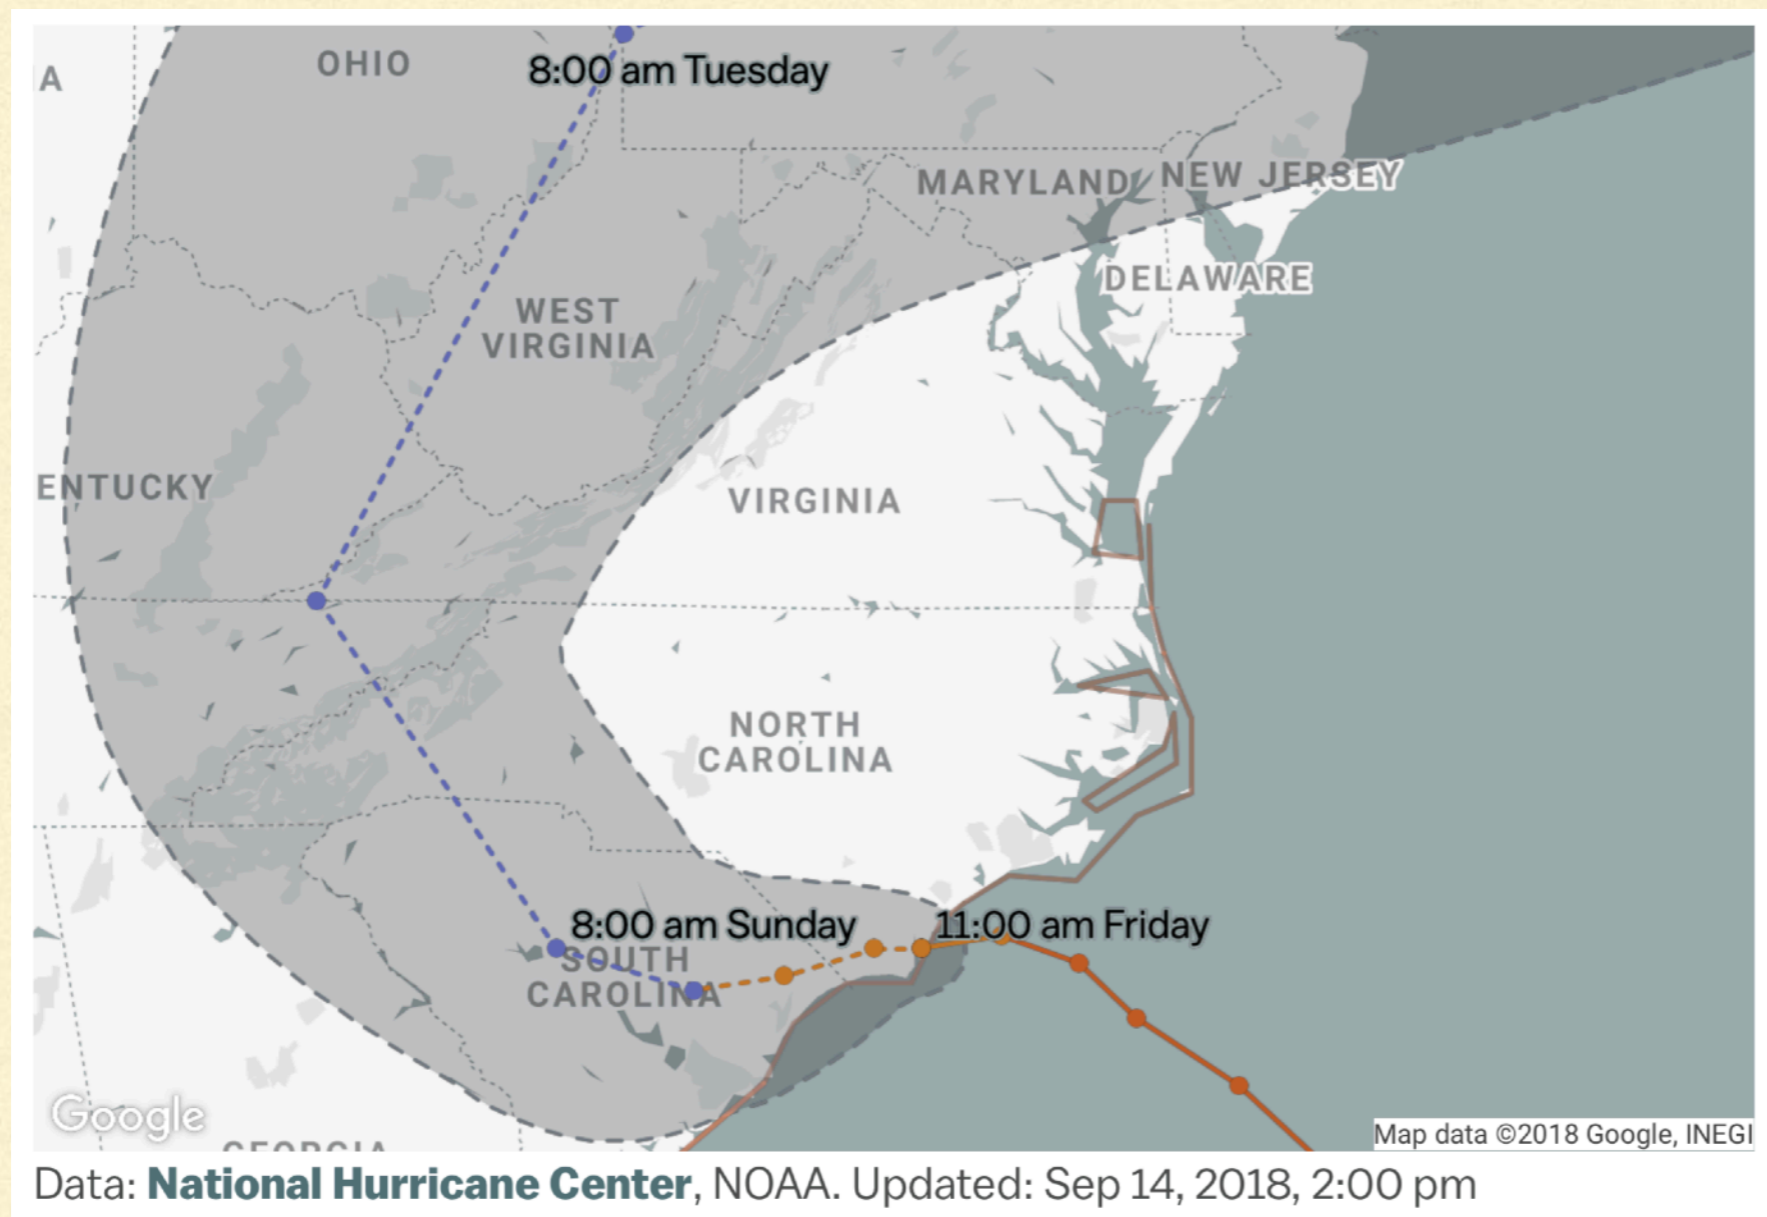 OHIO
A
8:00 am Tuesday
MARYLAND
NEW JERSEY
DELAWARE
WEST
VIRGINIA
ENTUCKY
VIRGINIA
NORTH
CAROLINA
8:00 am Sunday
11:00 am Friday
SOUTH
CAROLINA
Google
GEORGIA
Map data ©2018 Google, INEGI
Data: National Hurricane Center, NOAA. Updated: Sep 14, 2018, 2:00 pm